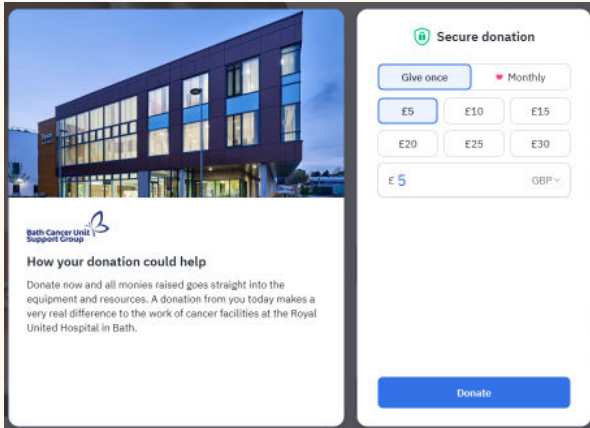 Bath Cancer Unit
Support Group
How your donation could help
Donate now and all monies raised goes straight into the
equipment and resources. A donation from you today makes a
very real difference to the work of cancer facilities at the Royal
United Hospital in Bath.
Secure donation
Give once
Monthly
£5
£10
£15
£20
£25
£30
£ 5
GBP
Donate